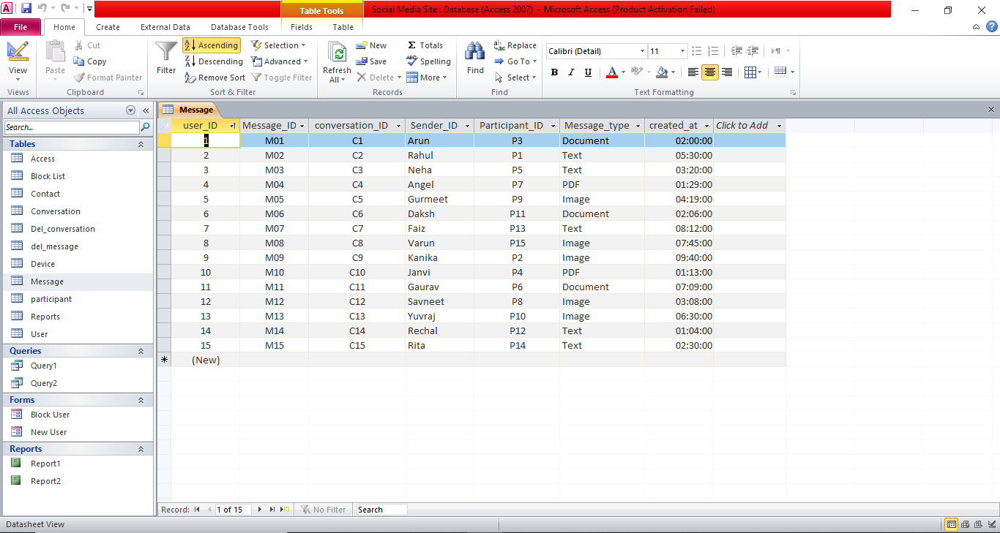 Table Tools
Social Media Site : Database (Access 2007) - Microsoft Access (Product Activation Failed)
File Home Create External Data Database Tools Fields Table
View Paste Cut Copy Format Painter
Filter Ascending Descending Remove Sort Selection Advanced Toggle Filter
Refresh All New Save Delete Totals Spelling More
Find Replace Go To Select
Calibri (Detail) 11
B I U A ab
Views Clipboard Sort & Filter Records Find Text Formatting
All Access Objects «
Search...
Tables
Access
Block List
Contact
Conversation
Del_conversation
del_message
Device
Message
participant
Reports
User
Queries
Query1
Query2
Forms
Block User
New User
Reports
Report1
Report2
Message
user_ID Message_ID conversation_ID Sender_ID Participant_ID Message_type created_at Click to Add
1 M01 C1 Arun P3 Document 02:00:00
2 M02 C2 Rahul P1 Text 05:30:00
3 M03 C3 Neha P5 Text 03:20:00
4 M04 C4 Angel P7 PDF 01:29:00
5 M05 C5 Gurmeet P9 Image 04:19:00
6 M06 C6 Daksh P11 Document 02:06:00
7 M07 C7 Faiz P13 Text 08:12:00
8 M08 C8 Varun P15 Image 07:45:00
9 M09 C9 Kanika P2 Image 09:40:00
10 M10 C10 Janvi P4 PDF 01:13:00
11 M11 C11 Gaurav P6 Document 07:09:00
12 M12 C12 Savneet P8 Image 03:08:00
13 M13 C13 Yuvraj P10 Image 06:30:00
14 M14 C14 Rechal P12 Text 01:04:00
15 M15 C15 Rita P14 Text 02:30:00
(New)
Record: 1 of 15 No Filter Search
Datasheet View